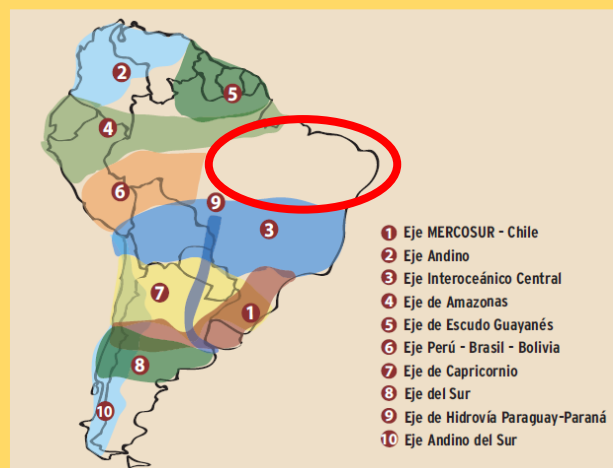 2
5
4
6
9
3
7
1
8
10
1 Eje MERCOSUR - Chile
2 Eje Andino
3 Eje Interoceánico Central
4 Eje de Amazonas
5 Eje de Escudo Guayanés
6 Eje Perú - Brasil - Bolivia
7 Eje de Capricornio
8 Eje del Sur
9 Eje de Hidrovía Paraguay-Paraná
10 Eje Andino del Sur